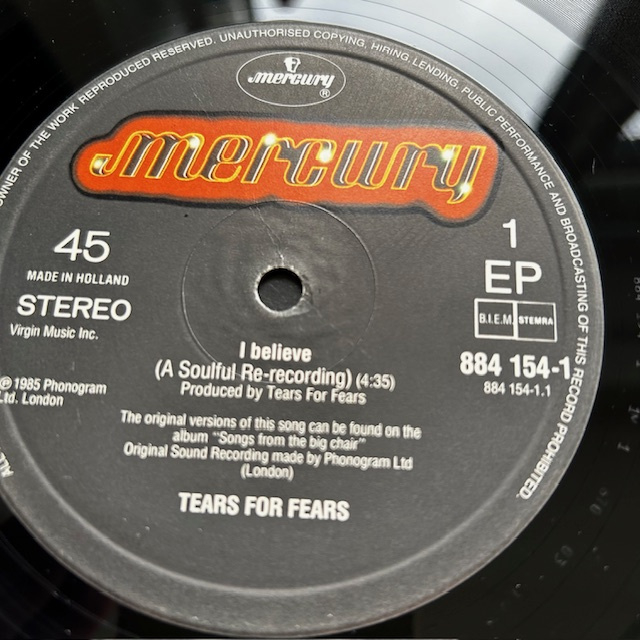 OWNER OF THE WORK REPRODUCED RESERVED. UNAUTHORISED COPYING, HIRING, LENDING, PUBLIC PERFORMANCE AND BROADCASTING OF THIS RECORD PROHIBITED.
mercury®
mercury
45
MADE IN HOLLAND
STEREO
Virgin Music Inc.
1
EP
B.I.E.M. STEMRA
884 154-1
884 154-1.1
℗ 1985 Phonogram
Ltd. London
I believe
(A Soulful Re-recording) (4:35)
Produced by Tears For Fears
The original versions of this song can be found on the
album "Songs from the big chair"
Original Sound Recording made by Phonogram Ltd
(London)
TEARS FOR FEARS